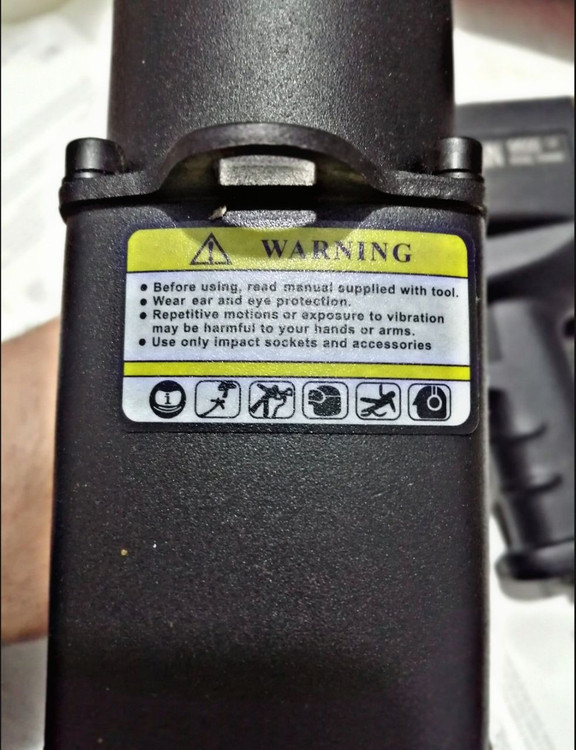 WARNING
• Before using, read manual supplied with tool.
• Wear ear and eye protection.
• Repetitive motions or exposure to vibration
may be harmful to your hands or arms.
• Use only impact sockets and accessories